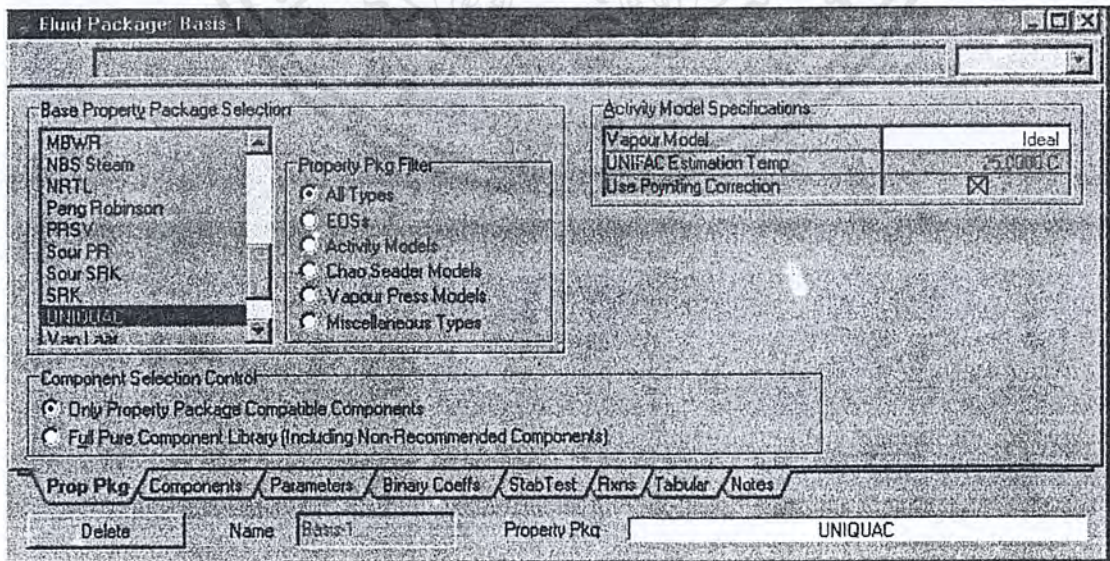 Fluid Package: Basis-1
Base Property Package Selection
MBWR
NBS Steam
NRTL
Peng Robinson
PRSV
Sour PR
Sour SRK
SRK
UNIQUAC
Van Laar
Property Pkg Filter
All Types
EOSs
Activity Models
Chao Seader Models
Vapour Press Models
Miscellaneous Types
Activity Model Specifications
Vapour Model Ideal
UNIFAC Estimation Temp 25.0000 C
Use Poynting Correction
Component Selection Control
Only Property Package Compatible Components
Full Pure Component Library (Including Non-Recommended Components)
Prop Pkg Components Parameters Binary Coeffs StabTest Rxns Tabular Notes
Delete Name Basis-1 Property Pkg UNIQUAC